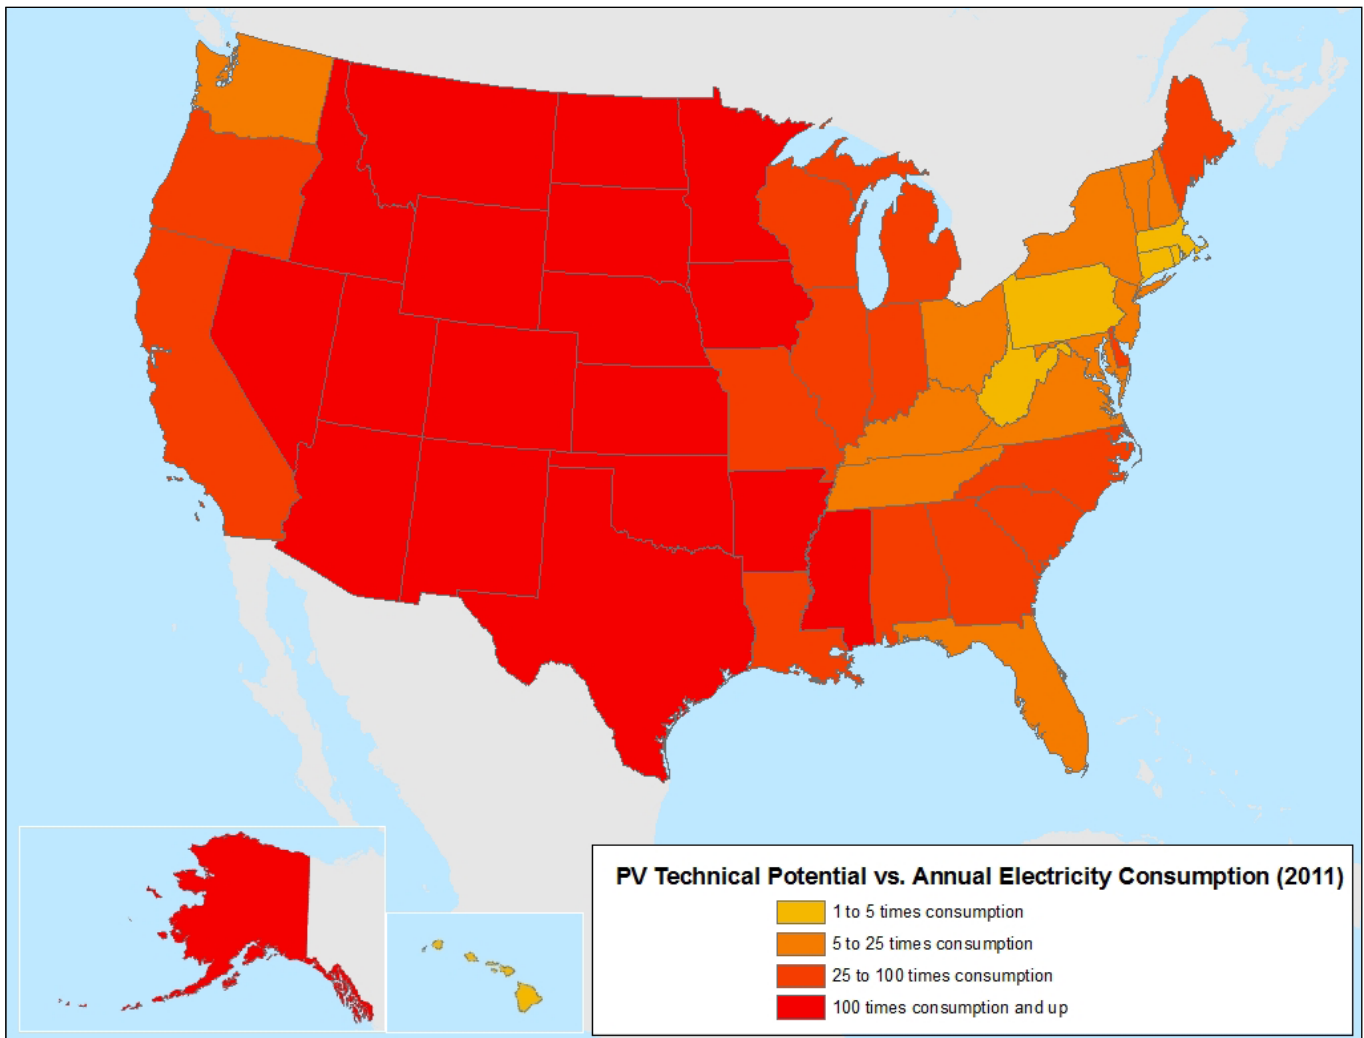 PV Technical Potential vs. Annual Electricity Consumption (2011)
1 to 5 times consumption
5 to 25 times consumption
25 to 100 times consumption
100 times consumption and up